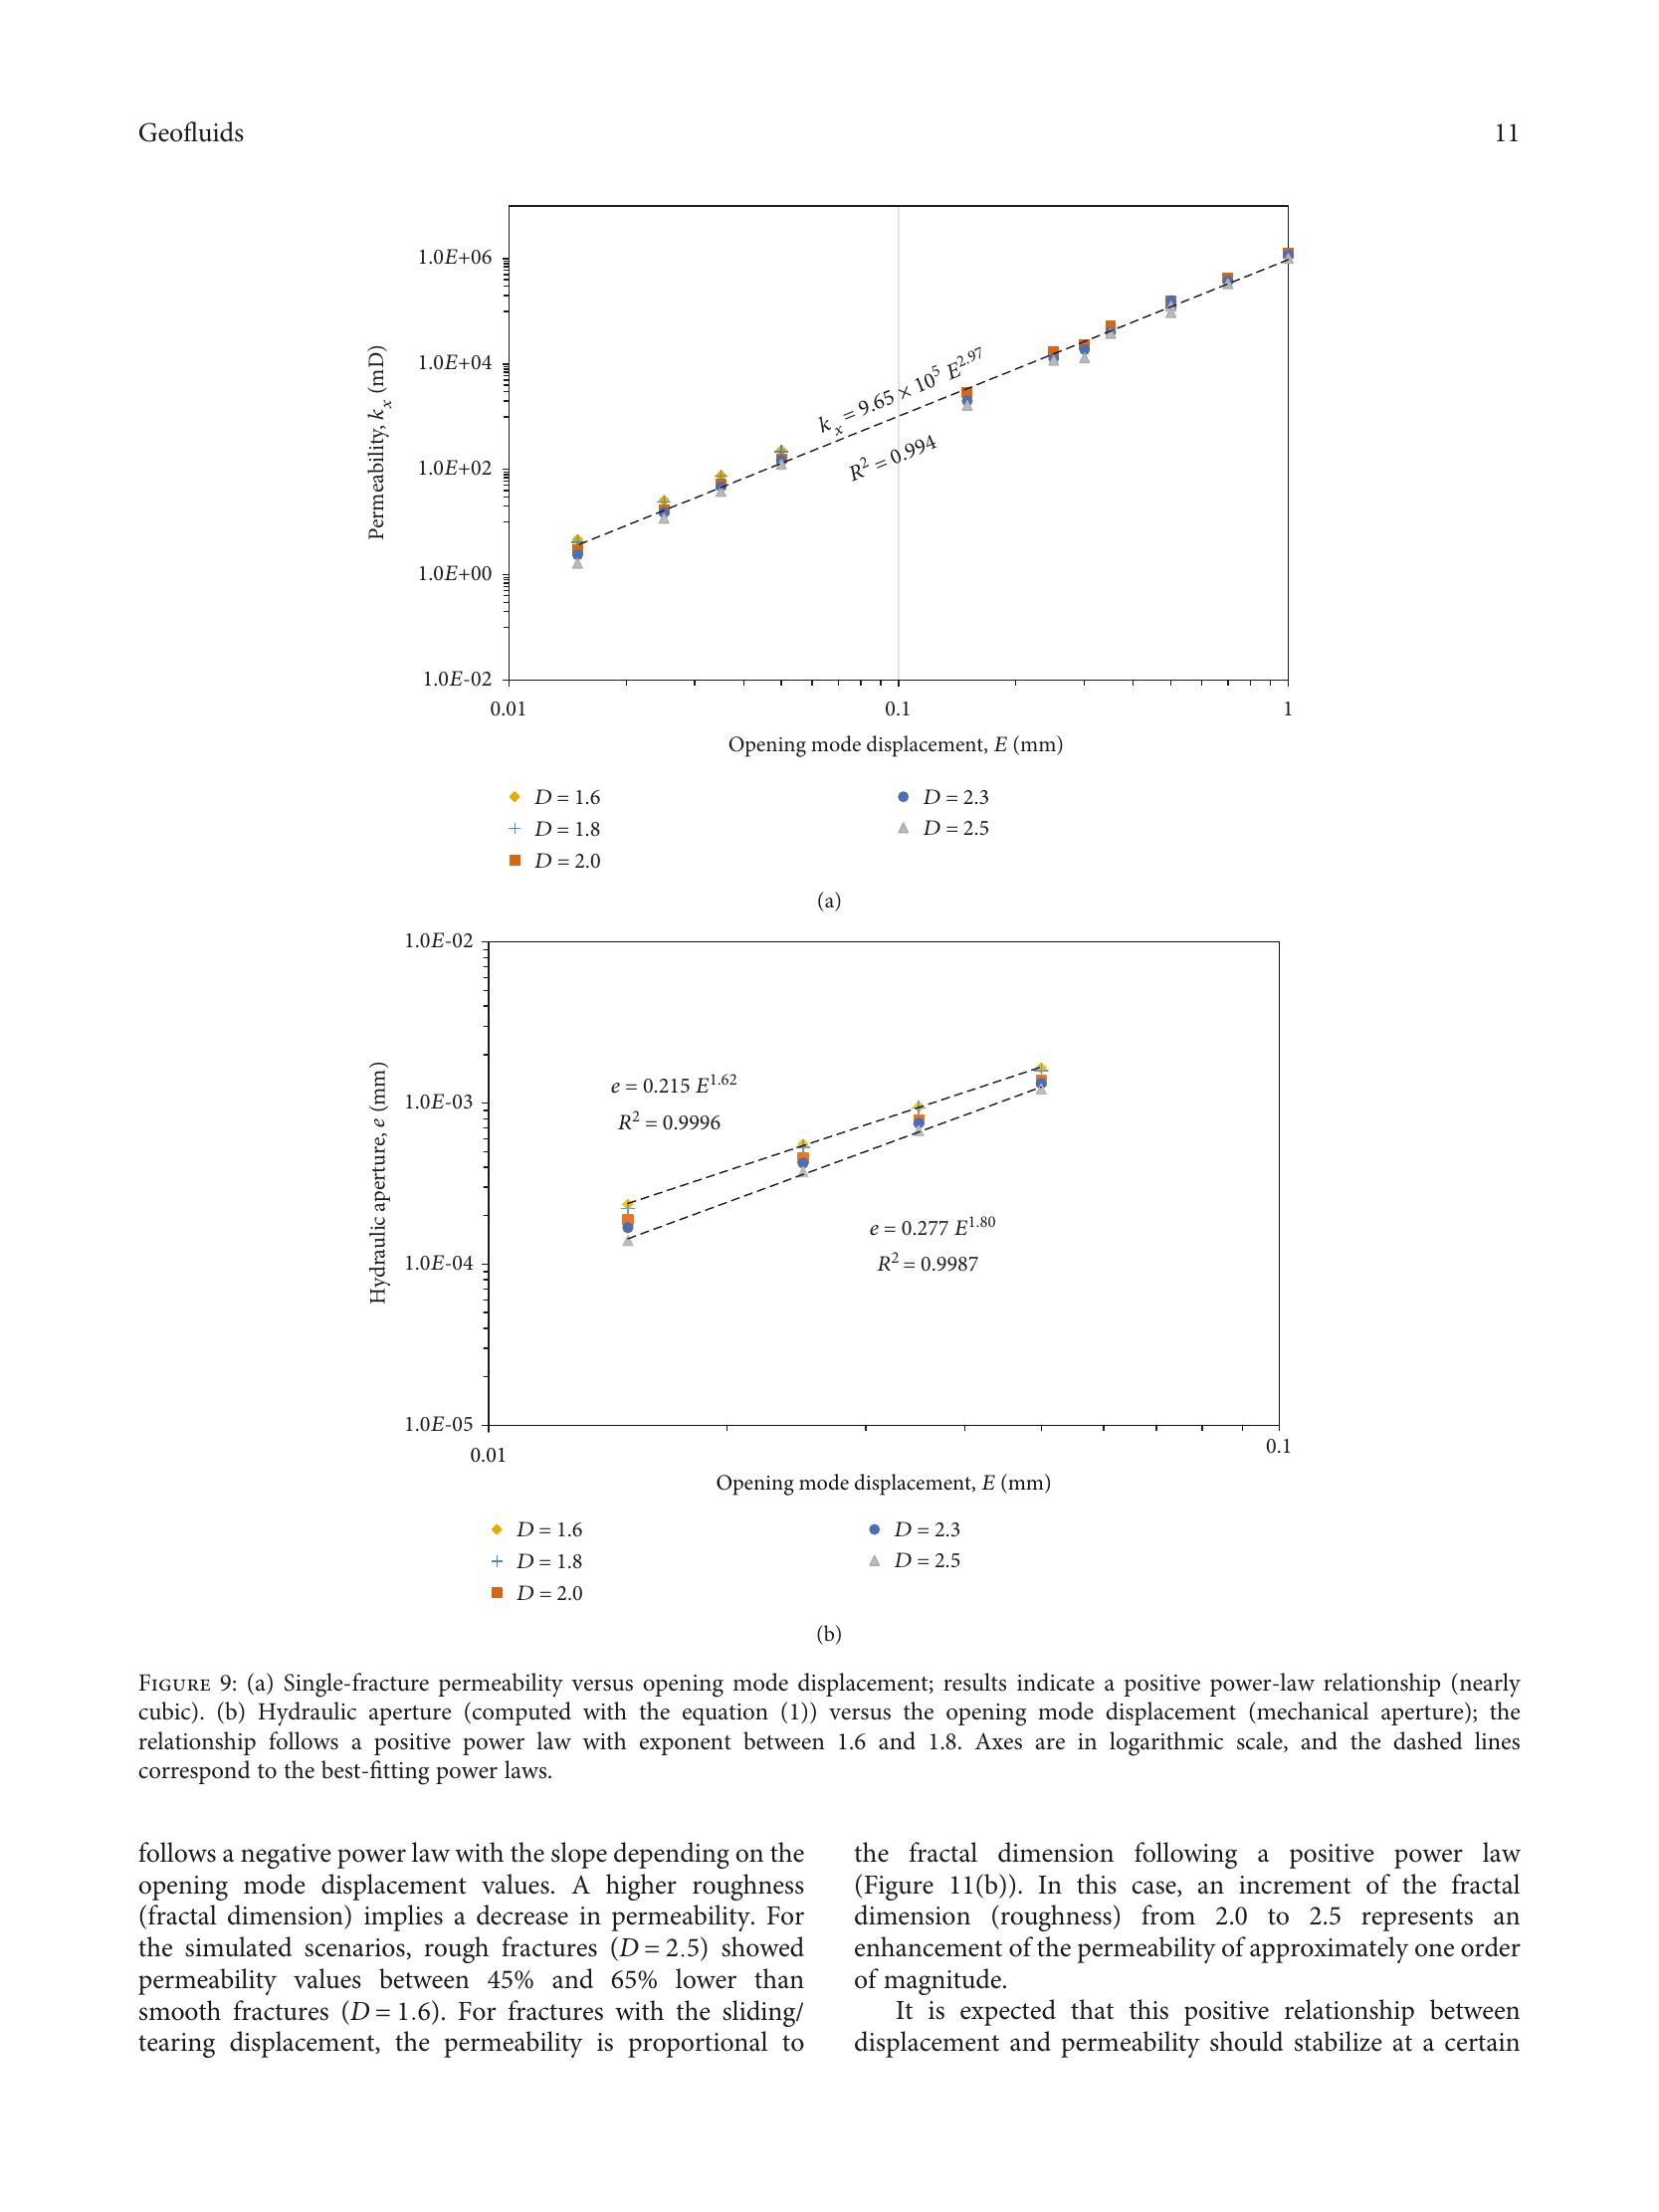 Geofluids 11
1.0E+06
1.0E+04
1.0E+02
1.0E+00
1.0E-02
Permeability, kx (mD)
kx = 9.65 × 10^5 E^2.97
R^2 = 0.994
0.01 0.1 1
Opening mode displacement, E (mm)
D = 1.6
D = 1.8
D = 2.0
D = 2.3
D = 2.5
(a)
1.0E-02
1.0E-03
1.0E-04
1.0E-05
Hydraulic aperture, e (mm)
e = 0.215 E^1.62
R^2 = 0.9996
e = 0.277 E^1.80
R^2 = 0.9987
0.01 0.1
Opening mode displacement, E (mm)
D = 1.6
D = 1.8
D = 2.0
D = 2.3
D = 2.5
(b)
Figure 9: (a) Single-fracture permeability versus opening mode displacement; results indicate a positive power-law relationship (nearly
cubic). (b) Hydraulic aperture (computed with the equation (1)) versus the opening mode displacement (mechanical aperture); the
relationship follows a positive power law with exponent between 1.6 and 1.8. Axes are in logarithmic scale, and the dashed lines
correspond to the best-fitting power laws.
follows a negative power law with the slope depending on the
opening mode displacement values. A higher roughness
(fractal dimension) implies a decrease in permeability. For
the simulated scenarios, rough fractures (D = 2.5) showed
permeability values between 45% and 65% lower than
smooth fractures (D = 1.6). For fractures with the sliding/
tearing displacement, the permeability is proportional to
the fractal dimension following a positive power law
(Figure 11(b)). In this case, an increment of the fractal
dimension (roughness) from 2.0 to 2.5 represents an
enhancement of the permeability of approximately one order
of magnitude.
It is expected that this positive relationship between
displacement and permeability should stabilize at a certain